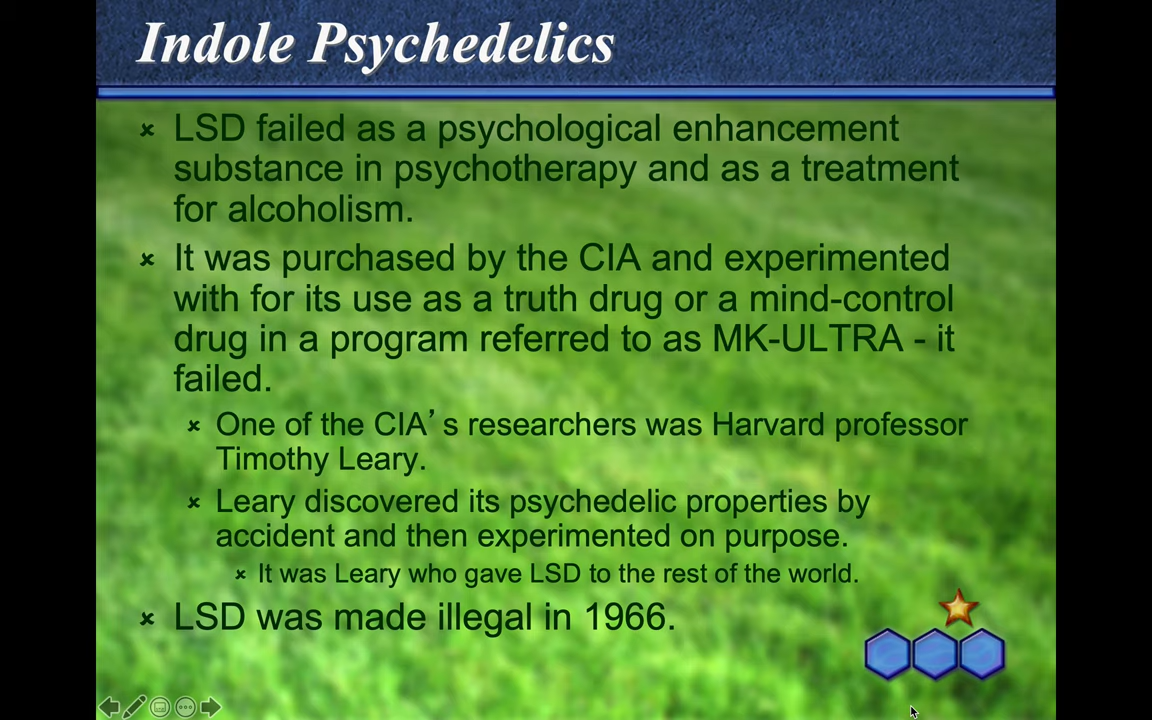 Indole Psychedelics
LSD failed as a psychological enhancement
substance in psychotherapy and as a treatment
for alcoholism.
It was purchased by the CIA and experimented
with for its use as a truth drug or a mind-control
drug in a program referred to as MK-ULTRA - it
failed.
One of the CIA’s researchers was Harvard professor
Timothy Leary.
Leary discovered its psychedelic properties by
accident and then experimented on purpose.
It was Leary who gave LSD to the rest of the world.
LSD was made illegal in 1966.